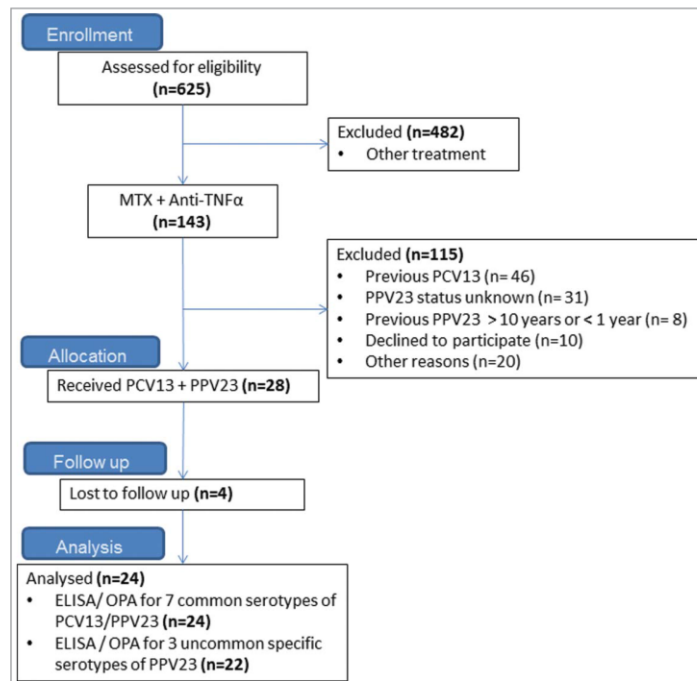 Enrollment
Assessed for eligibility
(n=625)
Excluded (n=482)
• Other treatment
MTX + Anti-TNFα
(n=143)
Excluded (n=115)
• Previous PCV13 (n= 46)
• PPV23 status unknown (n= 31)
• Previous PPV23 > 10 years or < 1 year (n= 8)
• Declined to participate (n=10)
• Other reasons (n=20)
Allocation
Received PCV13 + PPV23 (n=28)
Follow up
Lost to follow up (n=4)
Analysis
Analysed (n=24)
• ELISA/ OPA for 7 common serotypes of
PCV13/PPV23 (n=24)
• ELISA / OPA for 3 uncommon specific
serotypes of PPV23 (n=22)